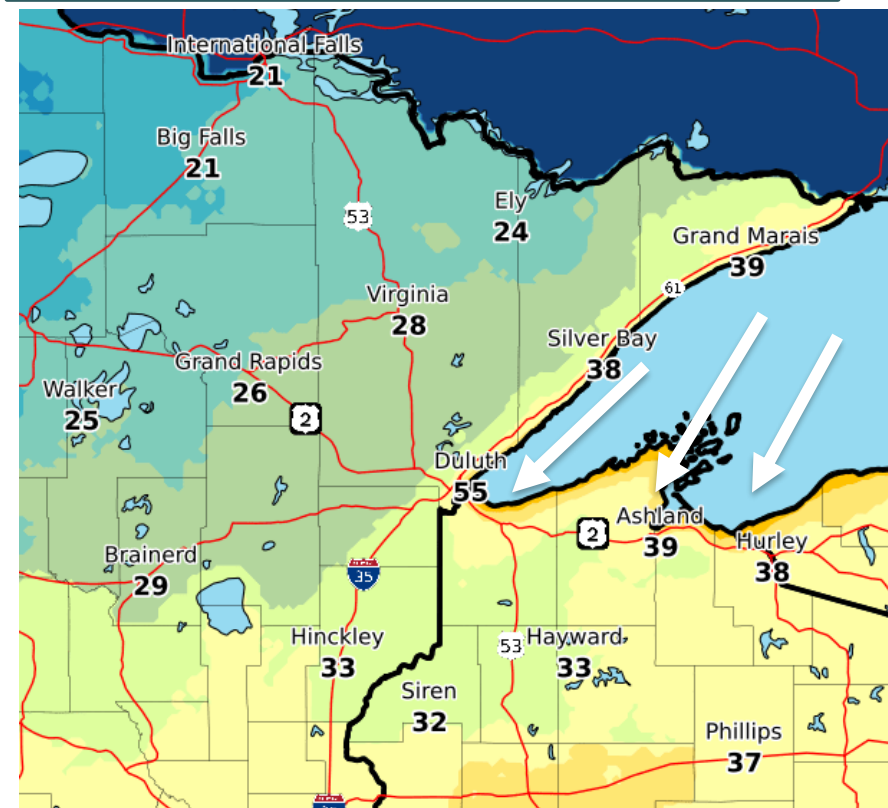 International Falls
21
Big Falls
21
53
Ely
24
Grand Marais
39
61
Virginia
28
Silver Bay
38
Grand Rapids
26
Walker
25
2
Duluth
55
Ashland
39
2
Hurley
38
Brainerd
29
35
Hinckley
33
53
Hayward
33
Siren
32
Phillips
37